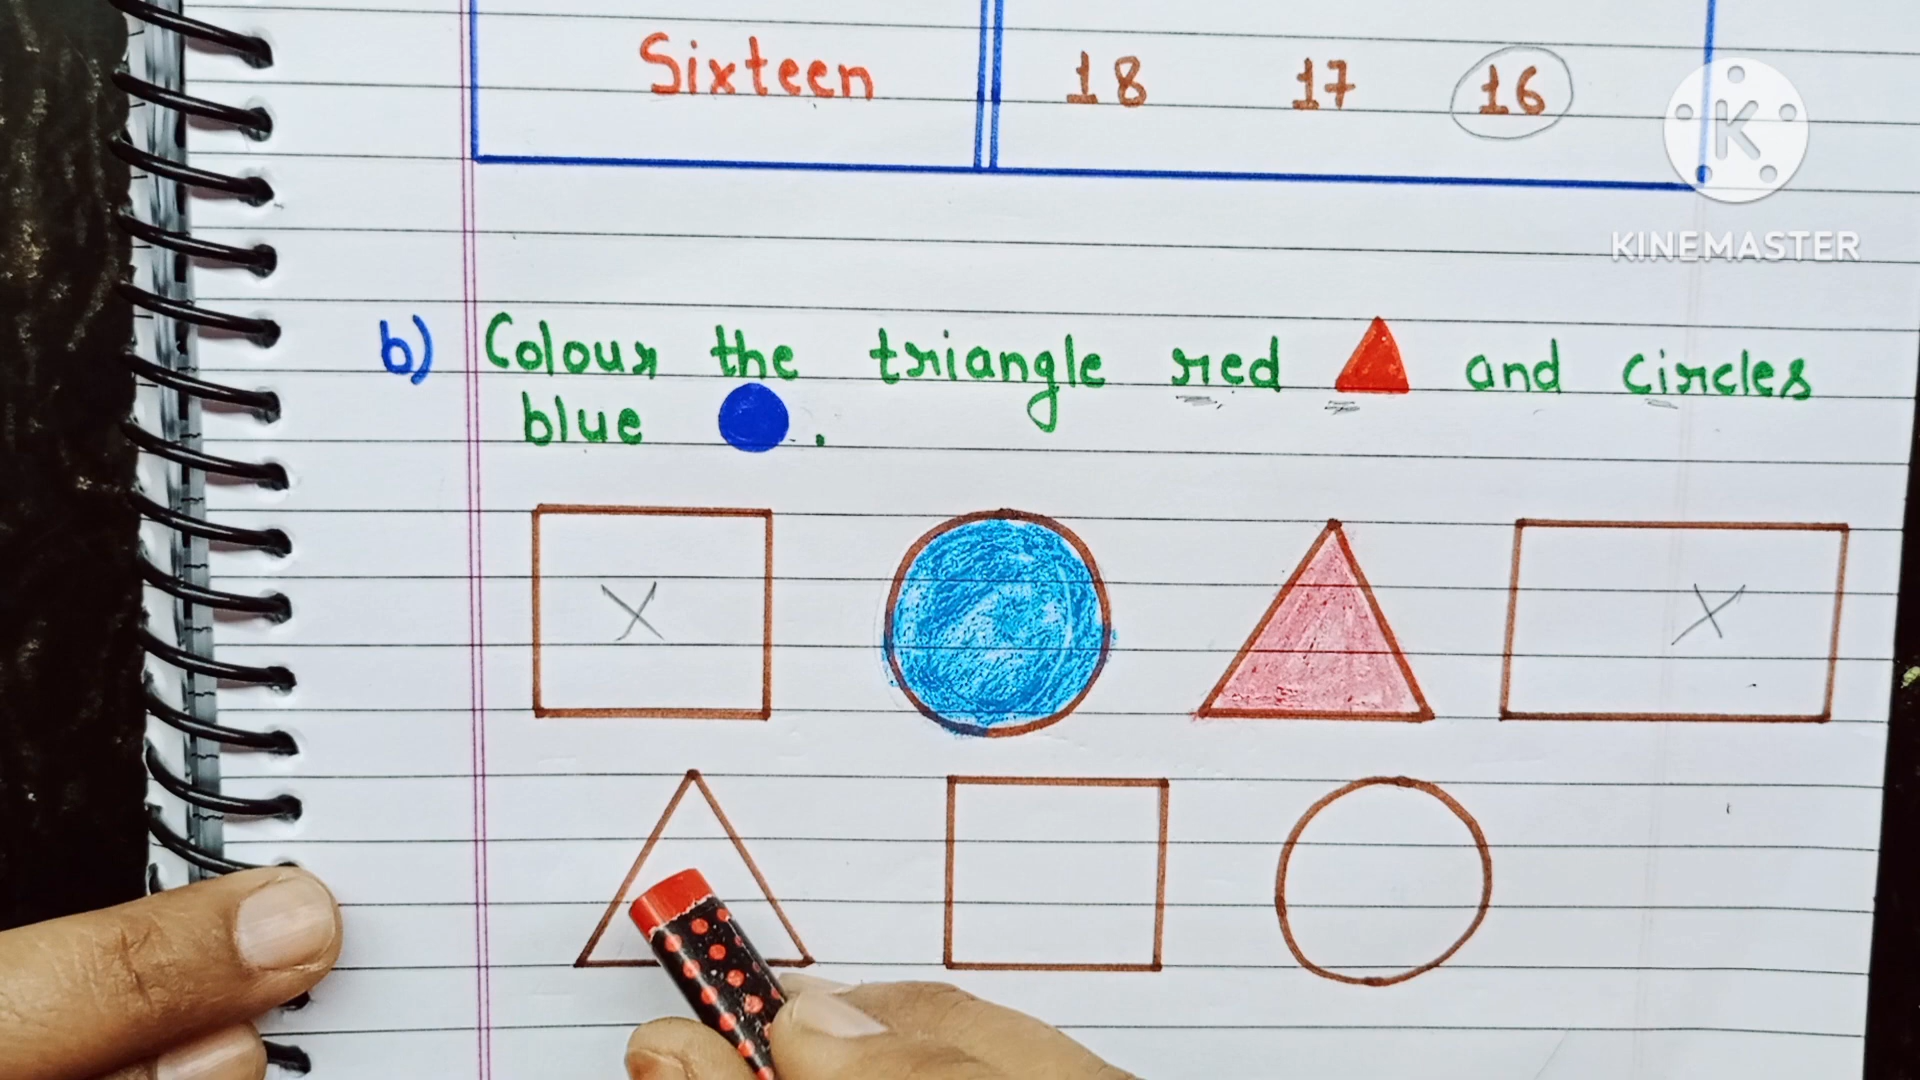 Sixteen 18 17 16
K
KINEMASTER
b) Colour the triangle red and circles
blue .
X X